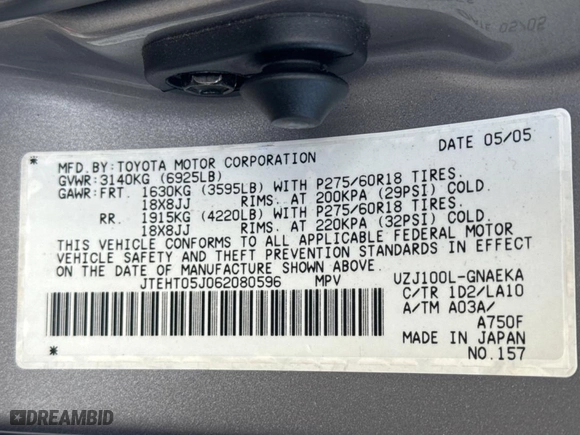 DATE 05/05
MFD.BY:TOYOTA MOTOR CORPORATION
GVWR:3140KG (6925LB)
GAWR:FRT. 1630KG (3595LB) WITH P275/60R18 TIRES.
18X8JJ RIMS. AT 200KPA (29PSI) COLD.
RR. 1915KG (4220LB) WITH P275/60R18 TIRES.
18X8JJ RIMS. AT 220KPA (32PSI) COLD.
THIS VEHICLE CONFORMS TO ALL APPLICABLE FEDERAL MOTOR
VEHICLE SAFETY AND THEFT PREVENTION STANDARDS IN EFFECT
ON THE DATE OF MANUFACTURE SHOWN ABOVE.
JTEHT05J062080596 MPV UZJ100L-GNAEKA
C/TR 1D2/LA10
A/TM A03A/
A750F
MADE IN JAPAN
NO.157
DREAMBID